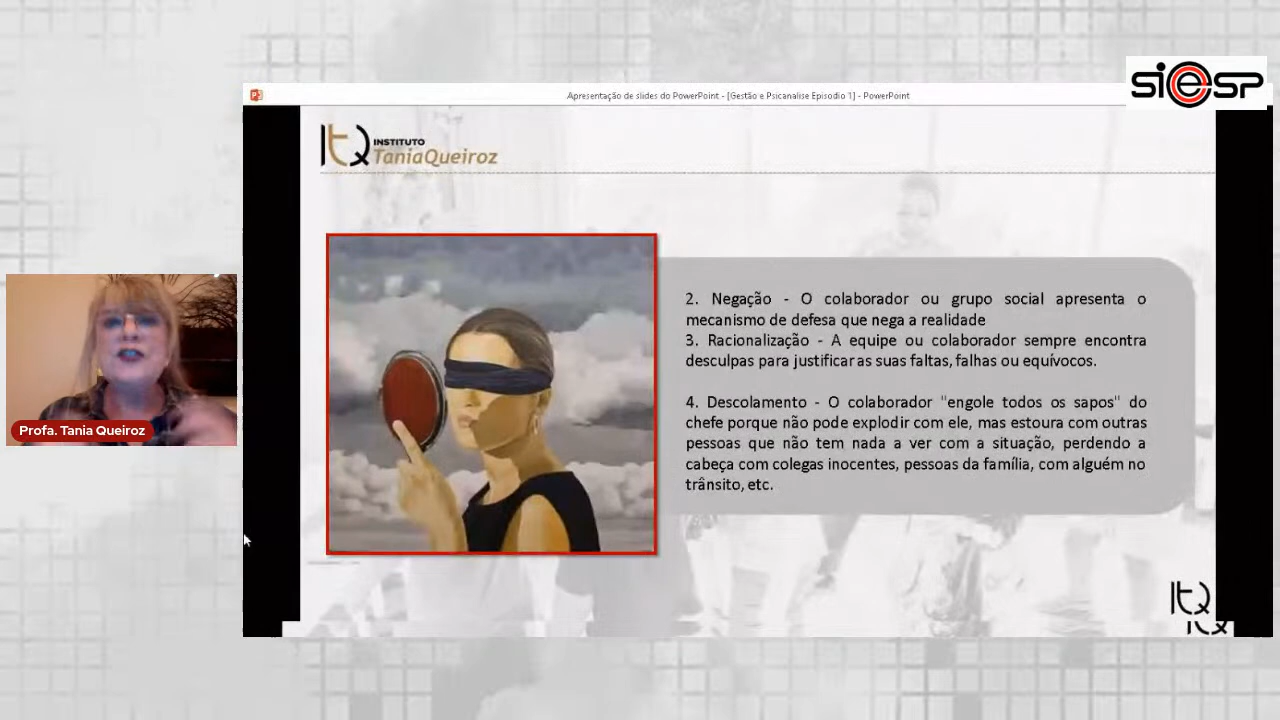 sieSP
Apresentação de slides do PowerPoint - [Gestão e Psicanalise Episodio 1] - PowerPoint
ItQ INSTITUTO
TaniaQueiroz
2. Negação - O colaborador ou grupo social apresenta o
mecanismo de defesa que nega a realidade
3. Racionalização - A equipe ou colaborador sempre encontra
desculpas para justificar as suas faltas, falhas ou equívocos.
4. Descolamento - O colaborador "engole todos os sapos" do
chefe porque não pode explodir com ele, mas estoura com outras
pessoas que não tem nada a ver com a situação, perdendo a
cabeça com colegas inocentes, pessoas da família, com alguém no
trânsito, etc.
Profa. Tania Queiroz
ItQ
ItQ